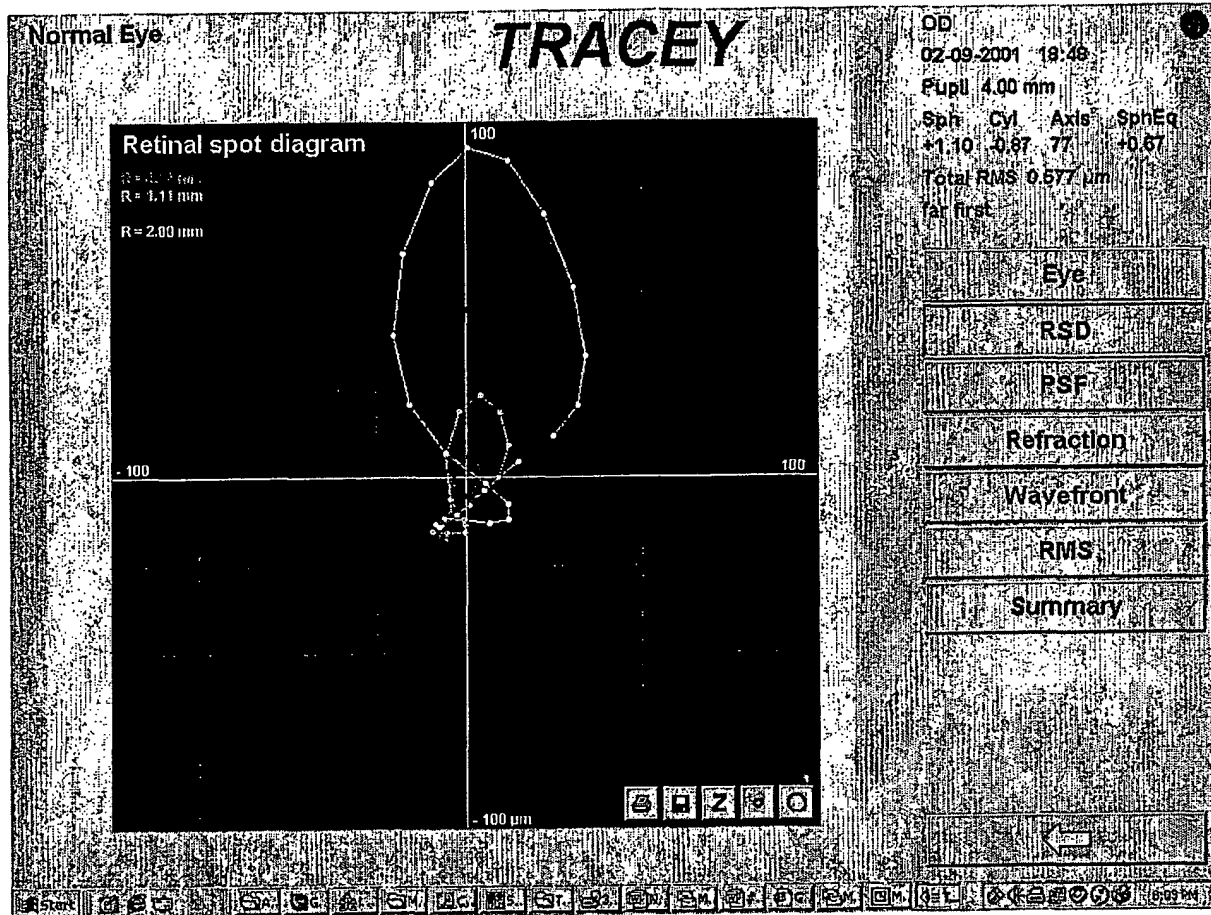 Normal Eye
TRACEY
OD
02-09-2001 18:48
Pupil 4.00 mm
Sph Cyl Axis SphEq
+1.10 -0.87 77 +0.67
Total RMS 0.577 µm
far first
Retinal spot diagram
R = 1.11 mm
R = 2.00 mm
100
- 100
100
- 100 µm
Eye
RSD
PSF
Refraction
Wavefront
RMS
Summary
Z
Start